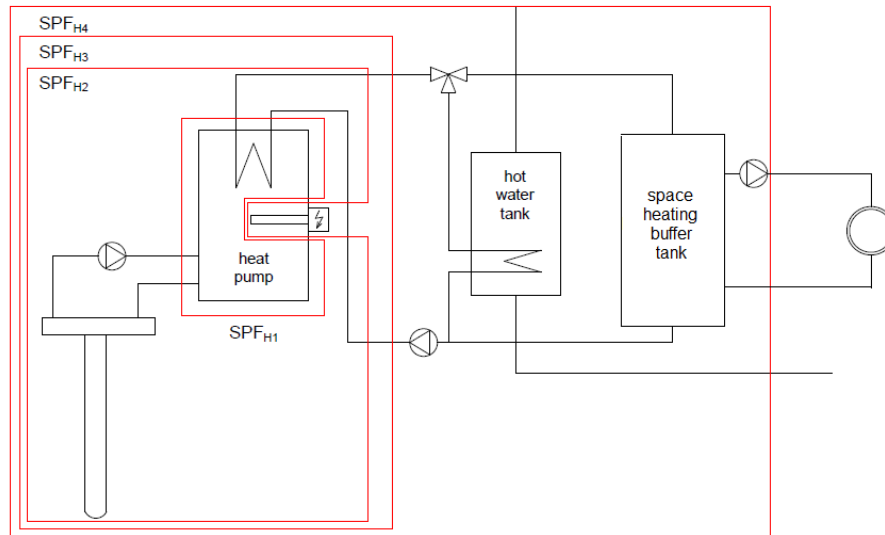 SPFH4
SPFH3
SPFH2
heat
pump
SPFH1
hot
water
tank
space
heating
buffer
tank